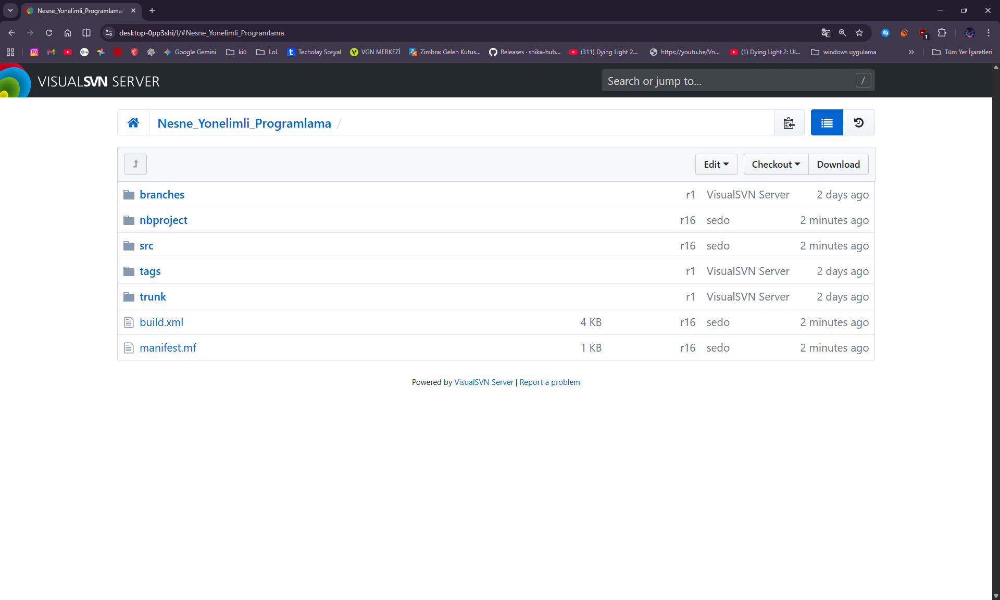 Nesne_Yonelimli_Programlama/
desktop-0pp3shi/!/#Nesne_Yonelimli_Programlama
1
Google Gemini
kiü
LoL
Techolay Sosyal
VGN MERKEZİ
Zimbra: Gelen Kutus...
Releases · shika-hub...
(311) Dying Light 2...
https://youtu.be/Vn...
(1) Dying Light 2: Ul...
windows uygulama
»
Tüm Yer İşaretleri
VISUALSVN SERVER
Search or jump to...
/
Nesne_Yonelimli_Programlama /
Edit
Checkout
Download
branches r1 VisualSVN Server 2 days ago
nbproject r16 sedo 2 minutes ago
src r16 sedo 2 minutes ago
tags r1 VisualSVN Server 2 days ago
trunk r1 VisualSVN Server 2 days ago
build.xml 4 KB r16 sedo 2 minutes ago
manifest.mf 1 KB r16 sedo 2 minutes ago
Powered by VisualSVN Server | Report a problem